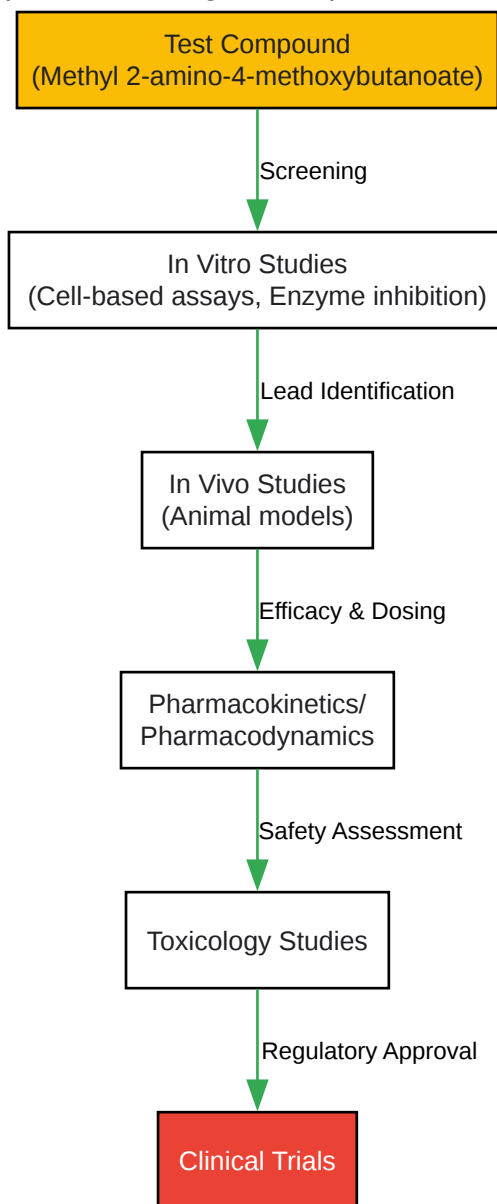 Test Compound
(Methyl 2-amino-4-methoxybutanoate)
Screening
In Vitro Studies
(Cell-based assays, Enzyme inhibition)
Lead Identification
In Vivo Studies
(Animal models)
Efficacy & Dosing
Pharmacokinetics/
Pharmacodynamics
Safety Assessment
Toxicology Studies
Regulatory Approval
Clinical Trials